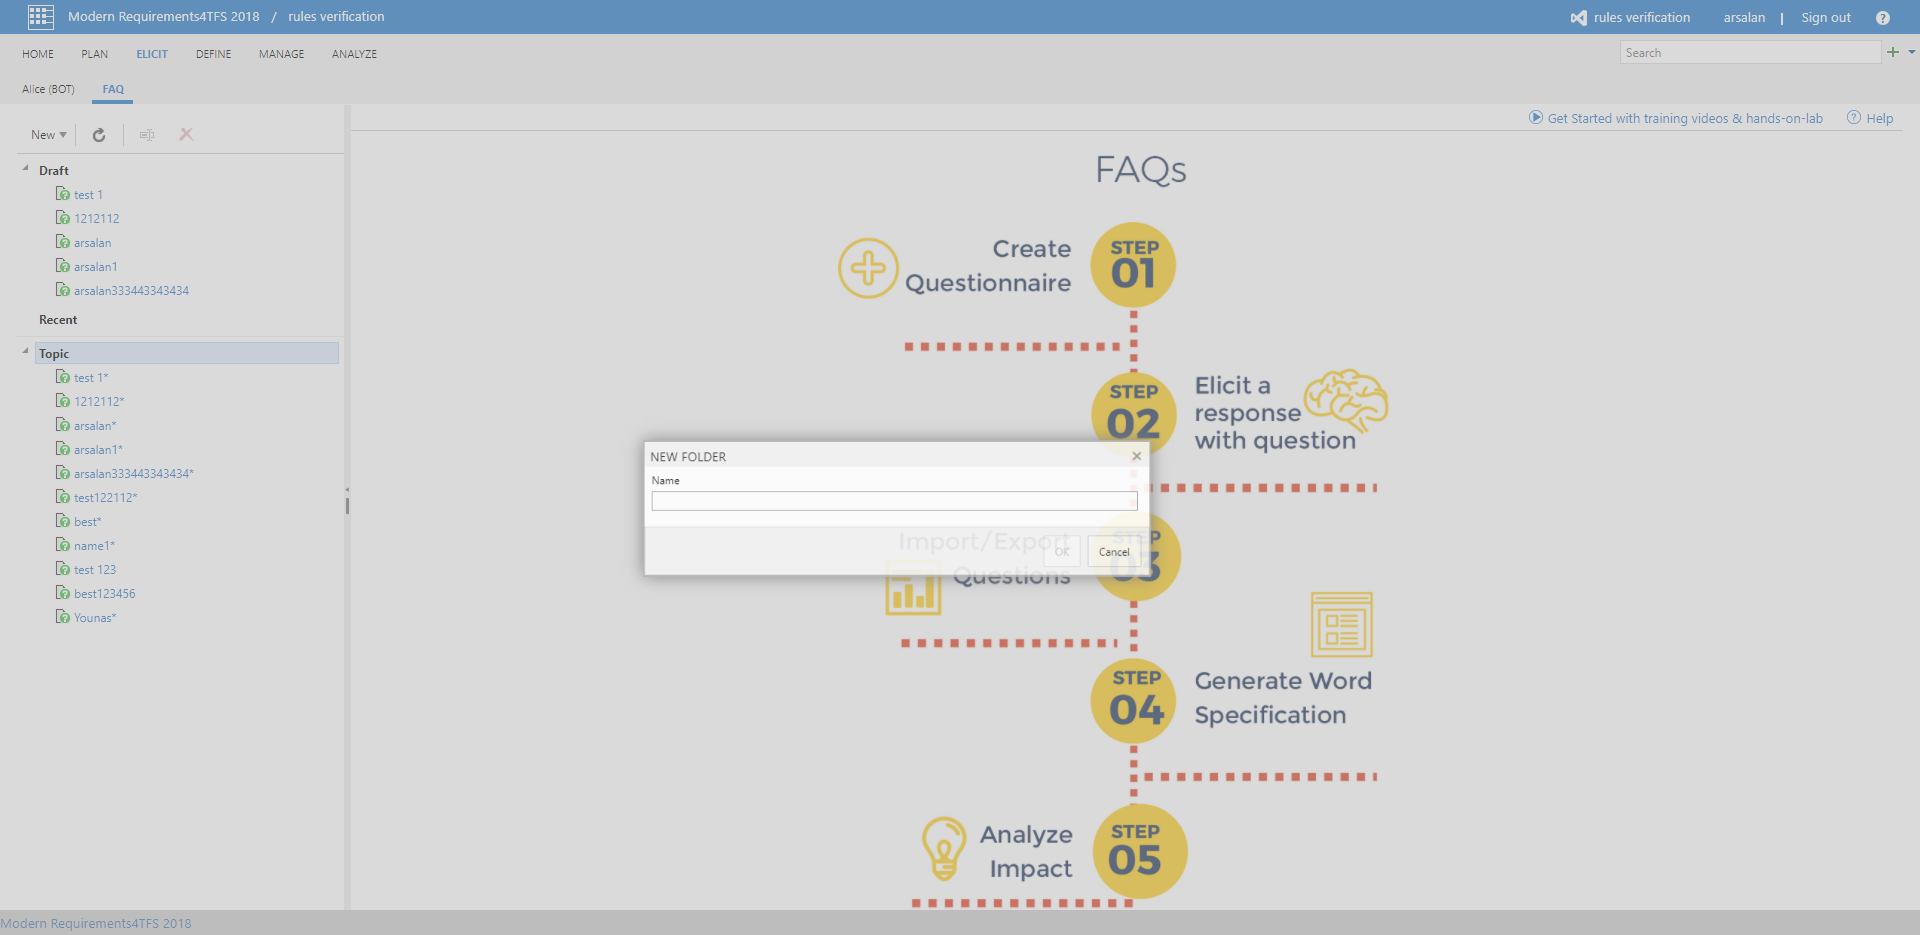 Modern Requirements4TFS 2018 / rules verification
rules verification arsalan | Sign out ?
HOME PLAN ELICIT DEFINE MANAGE ANALYZE
Search
Alice (BOT) FAQ
Get Started with training videos & hands-on-lab ? Help
New
Draft
test 1
1212112
arsalan
arsalan1
arsalan333443343434
Recent
Topic
test 1*
1212112*
arsalan*
arsalan1*
arsalan333443343434*
test122112*
best*
name1*
test 123
best123456
Younas*
FAQs
Create
Questionnaire
STEP
01
STEP
02
Elicit a
response
with question
NEW FOLDER
Name
OK Cancel
Import/Export
Questions
STEP
03
STEP
04
Generate Word
Specification
Analyze
Impact
STEP
05
Modern Requirements4TFS 2018